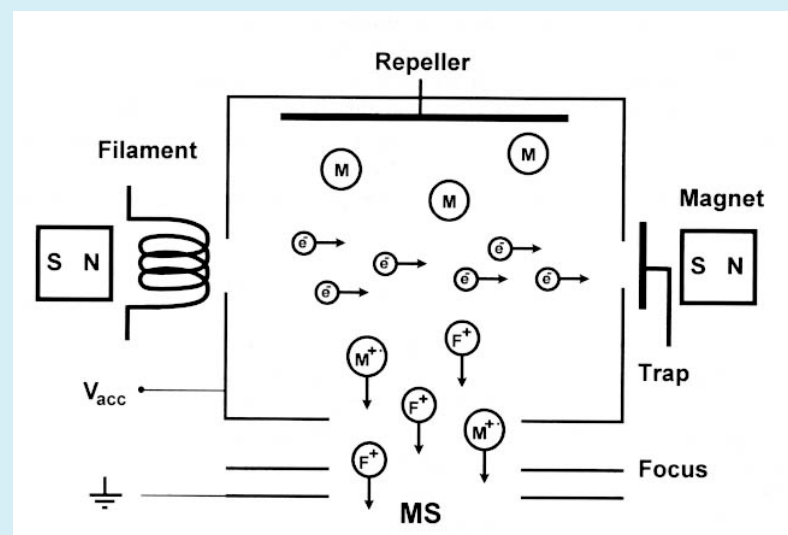 Repeller
Filament
M
M
M
Magnet
S N
S N
e⁻
e⁻
e⁻
e⁻
e⁻
e⁻
F⁺
M⁺·
Trap
Vacc
F⁺
M⁺·
F⁺
Focus
MS